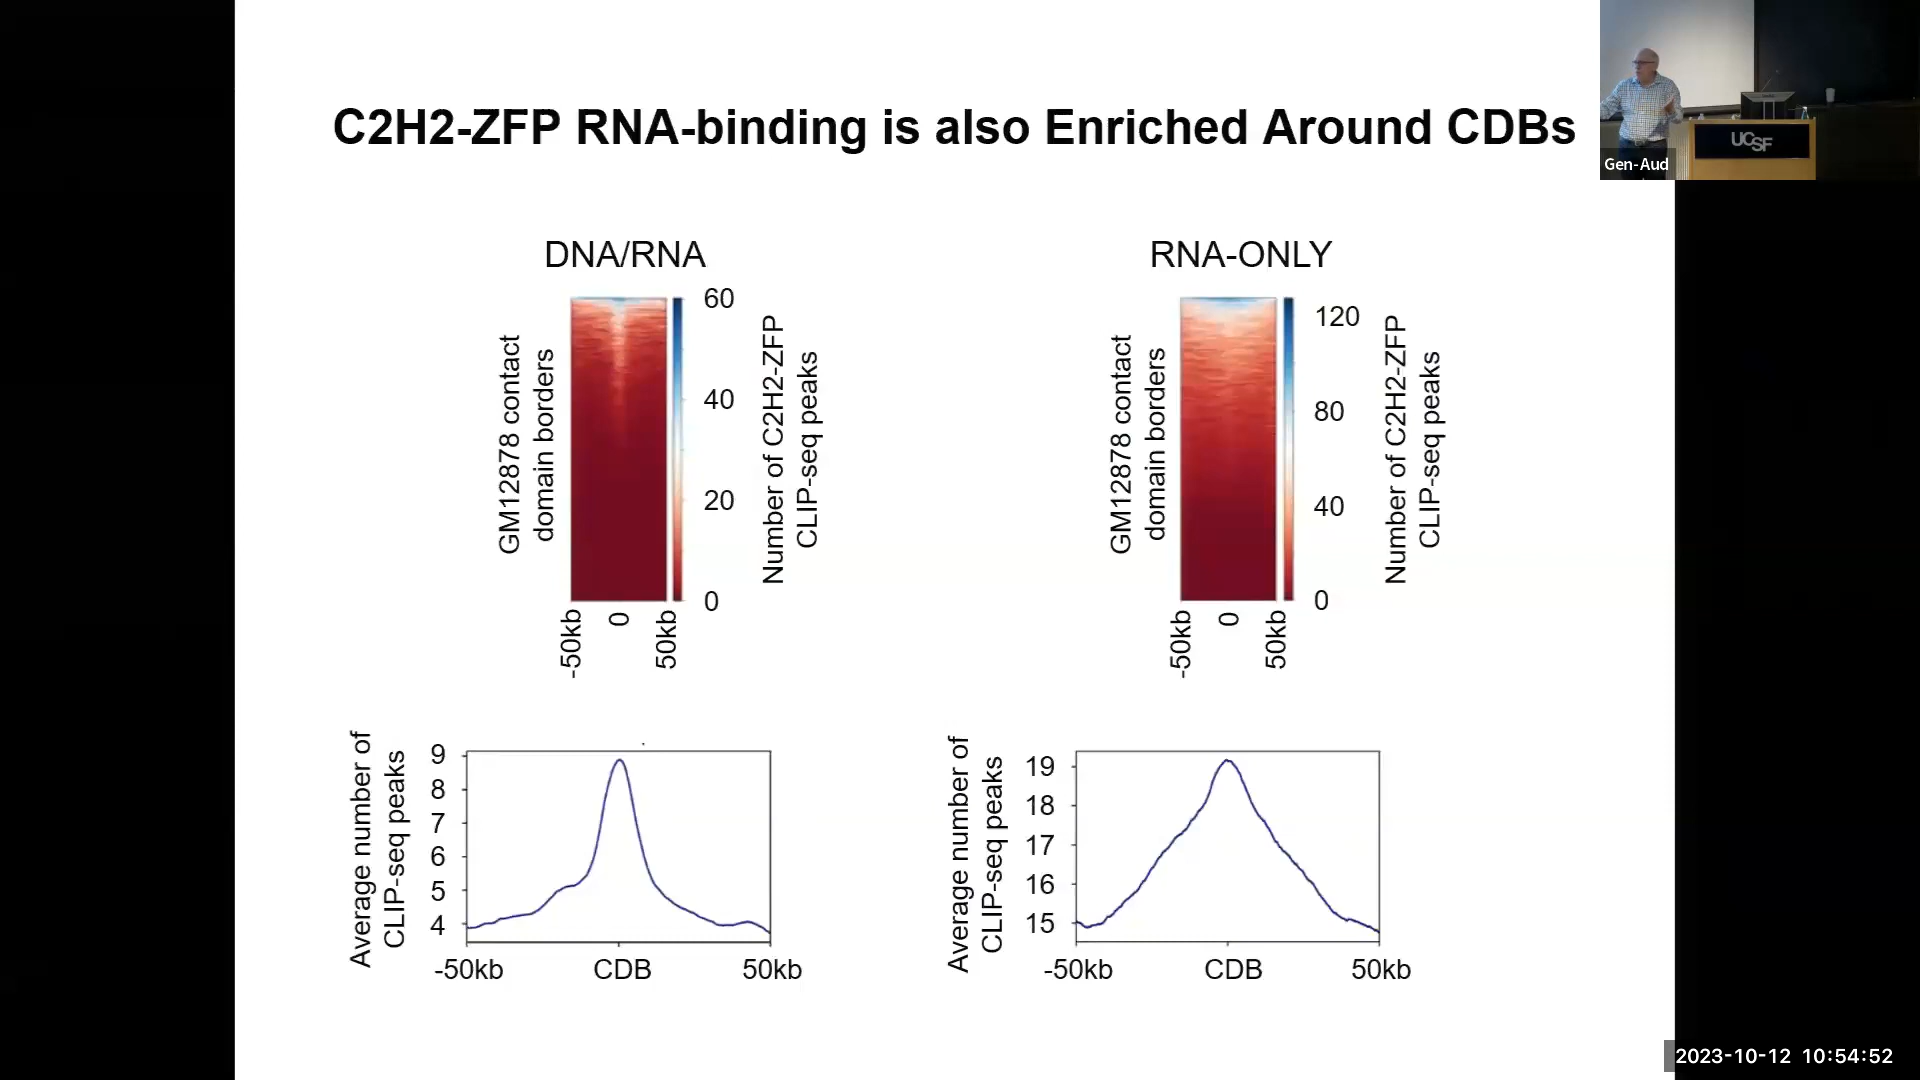 C2H2-ZFP RNA-binding is also Enriched Around CDBs
UCSF
Gen-Aud
DNA/RNA
GM12878 contact
domain borders
60
40
20
0
Number of C2H2-ZFP
CLIP-seq peaks
-50kb
0
50kb
RNA-ONLY
GM12878 contact
domain borders
120
80
40
0
Number of C2H2-ZFP
CLIP-seq peaks
-50kb
0
50kb
Average number of
CLIP-seq peaks
9
8
7
6
5
4
-50kb
CDB
50kb
Average number of
CLIP-seq peaks
19
18
17
16
15
-50kb
CDB
50kb
2023-10-12 10:54:52